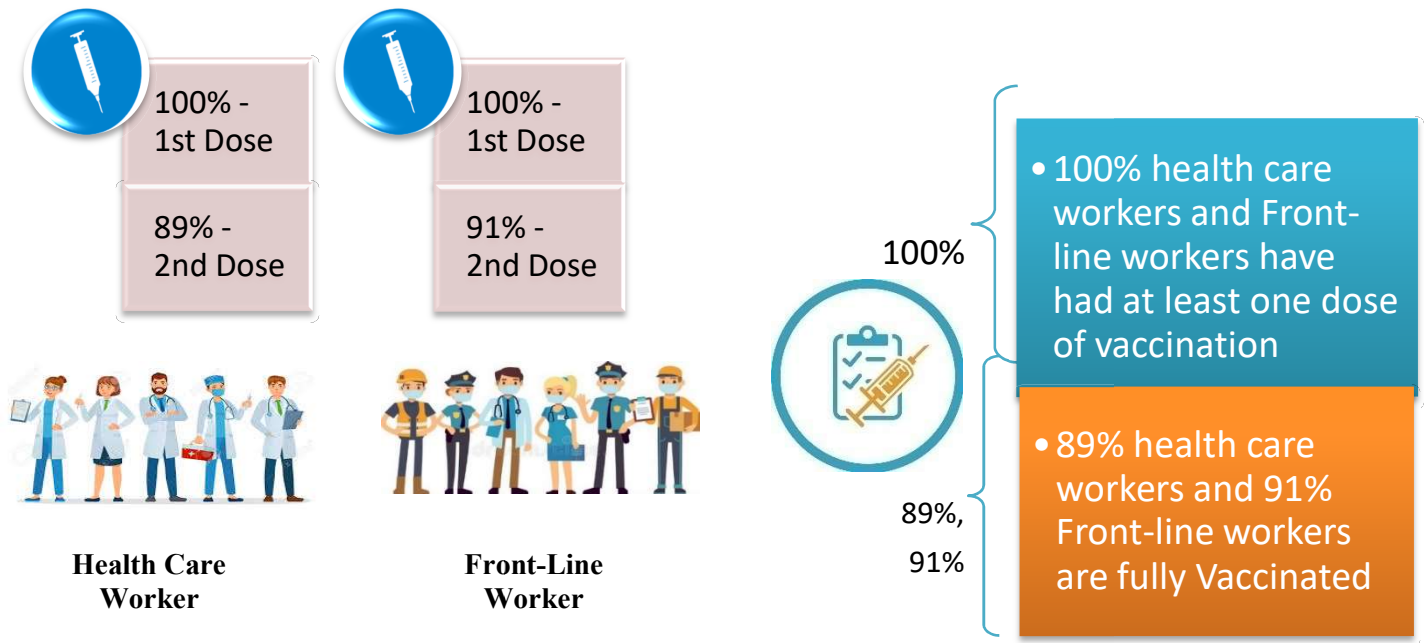 100% -
1st Dose
89% -
2nd Dose
Health Care
Worker
100% -
1st Dose
91% -
2nd Dose
Front-Line
Worker
100%
89%,
91%
• 100% health care
workers and Front-
line workers have
had at least one dose
of vaccination
• 89% health care
workers and 91%
Front-line workers
are fully Vaccinated